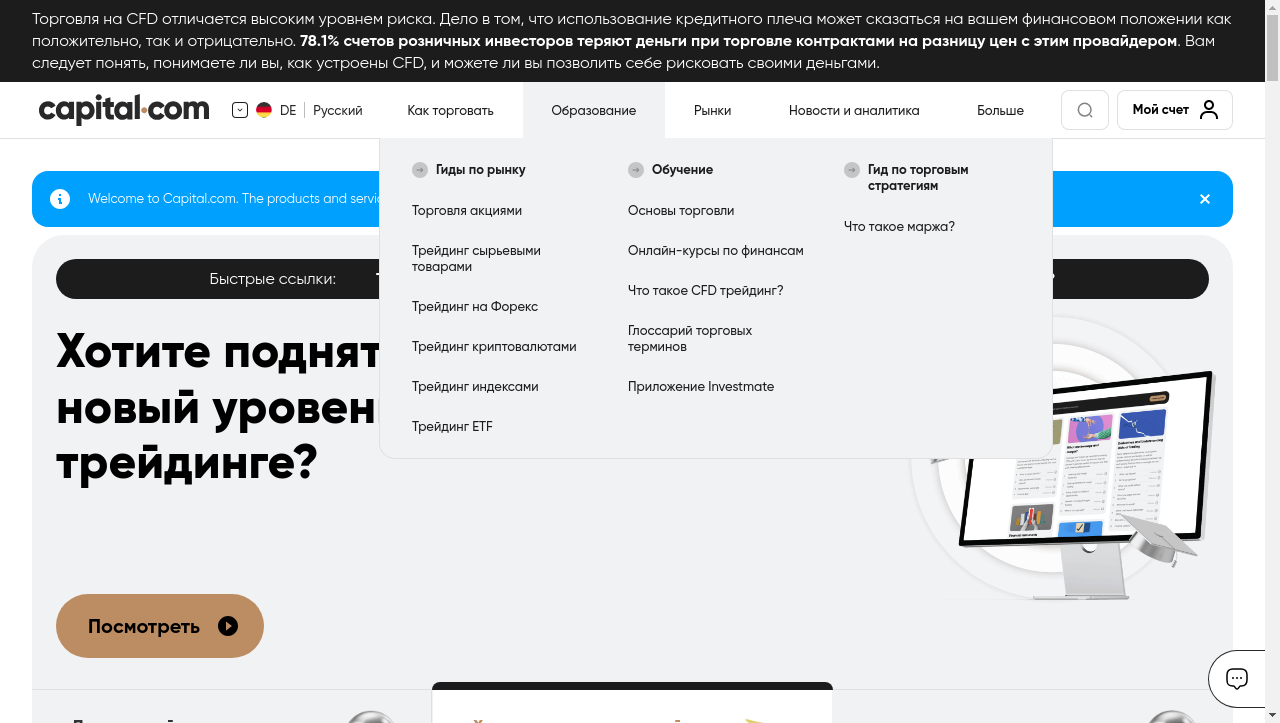 Торговля на CFD отличается высоким уровнем риска. Дело в том, что использование кредитного плеча может сказаться на вашем финансовом положении как
положительно, так и отрицательно. 78.1% счетов розничных инвесторов теряют деньги при торговле контрактами на разницу цен с этим провайдером. Вам
следует понять, понимаете ли вы, как устроены CFD, и можете ли вы позволить себе рисковать своими деньгами.
capital.com
DE
Русский
Как торговать
Образование
Рынки
Новости и аналитика
Больше
Мой счет
Гиды по рынку
Торговля акциями
Трейдинг сырьевыми
товарами
Трейдинг на Форекс
Трейдинг криптовалютами
Трейдинг индексами
Трейдинг ETF
Обучение
Основы торговли
Онлайн-курсы по финансам
Что такое CFD трейдинг?
Глоссарий торговых
терминов
Приложение Investmate
Гид по торговым
стратегиям
Что такое маржа?
Welcome to Capital.com. The products and
Быстрые ссылки:
Хотите
новый
трейдинге?
Посмотреть